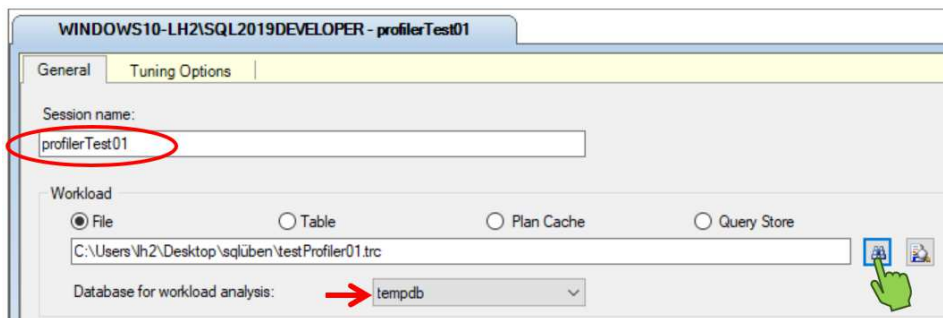 WINDOWS10-LH2\SQL2019DEVELOPER - profilerTest01
General Tuning Options
Session name:
profilerTest01
Workload
File Table Plan Cache Query Store
C:\Users\lh2\Desktop\sqlüben\testProfiler01.trc
Database for workload analysis: tempdb